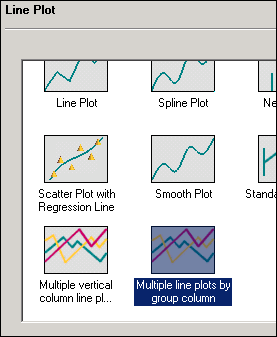 Line Plot
Line Plot
Spline Plot
Ne
Scatter Plot with
Regression Line
Smooth Plot
Standa
Multiple vertical
column line pl...
Multiple line plots by
group column